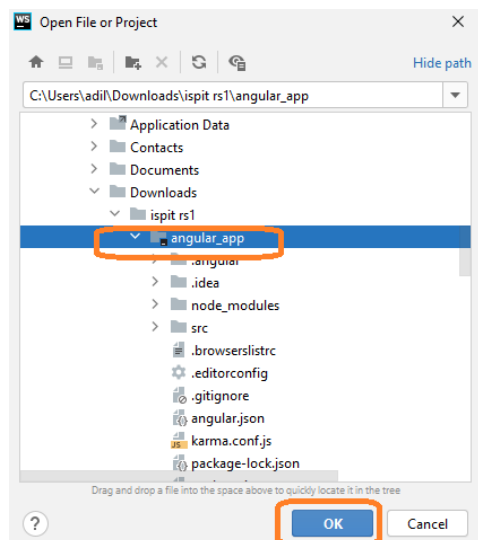 WS Open File or Project
Hide path
C:\Users\adil\Downloads\ispit rs1\angular_app
Application Data
Contacts
Documents
Downloads
ispit rs1
angular_app
.angular
.idea
node_modules
src
.browserslistrc
.editorconfig
.gitignore
angular.json
JS karma.conf.js
package-lock.json
Drag and drop a file into the space above to quickly locate it in the tree
? OK Cancel